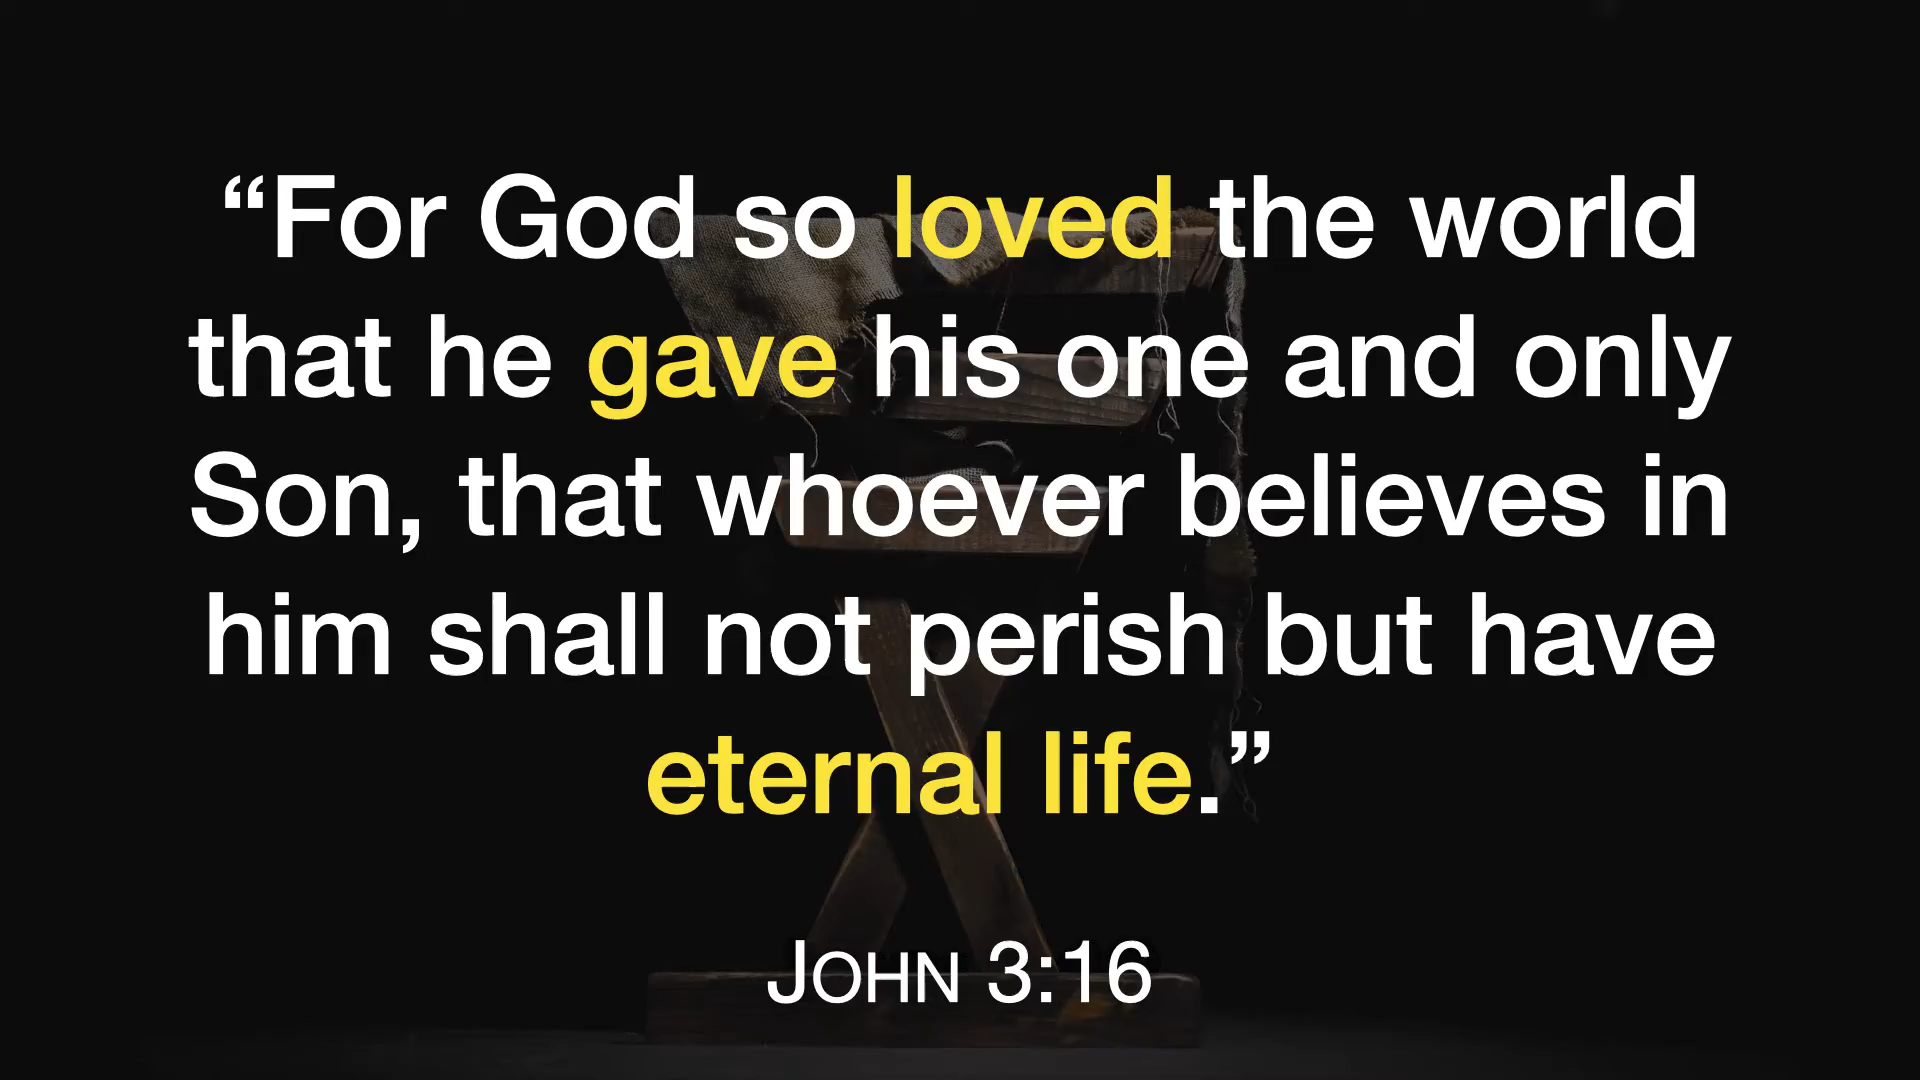 “For God so loved the world
that he gave his one and only
Son, that whoever believes in
him shall not perish but have
eternal life.”
John 3:16